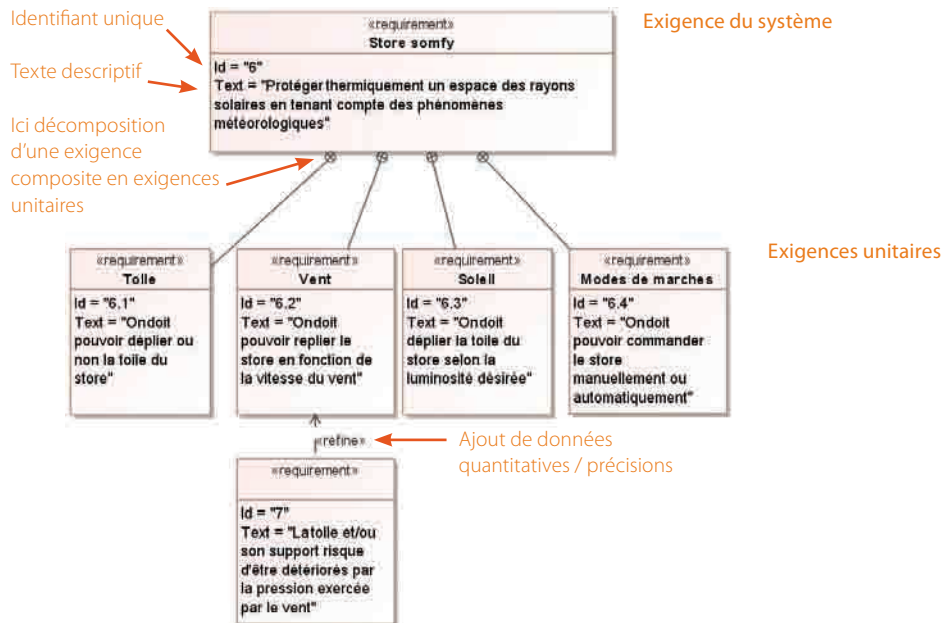 Identifiant unique
«requirement»
Exigence du système
Store somfy
Id = "6"
Texte descriptif
Text = "Protéger thermiquement un espace des rayons
solaires en tenant compte des phénomènes
météorologiques"
Ici décomposition
d'une exigence
composite en exigences
unitaires
Exigences unitaires
«requirement»
Toile
Id = "6.1"
Text = "Ondoit
pouvoir déplier ou
non la toile du
store"
«requirement»
Vent
Id = "6.2"
Text = "Ondoit
pouvoir replier le
store en fonction de
la vitesse du vent"
«requirement»
Soleil
Id = "6.3"
Text = "Ondoit
déplier la toile du
store selon la
luminosité désirée"
«requirement»
Modes de marches
Id = "6.4"
Text = "Ondoit
pouvoir commander
le store
manuellement ou
automatiquement"
«refine»
Ajout de données
quantitatives / précisions
«requirement»
Id = "7"
Text = "Latoile et/ou
son support risque
d'être détériorés par
la pression exercée
par le vent"